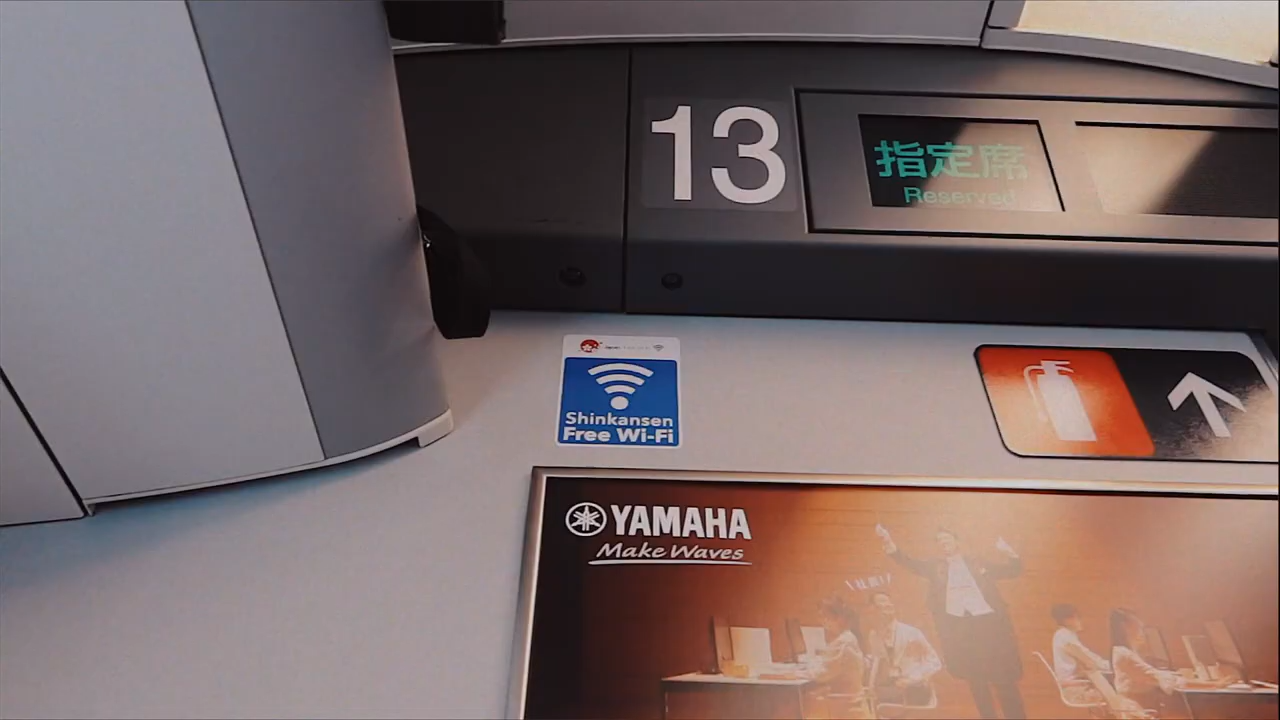 13
指定席
Reserved
Shinkansen
Free Wi-Fi
YAMAHA
Make Waves